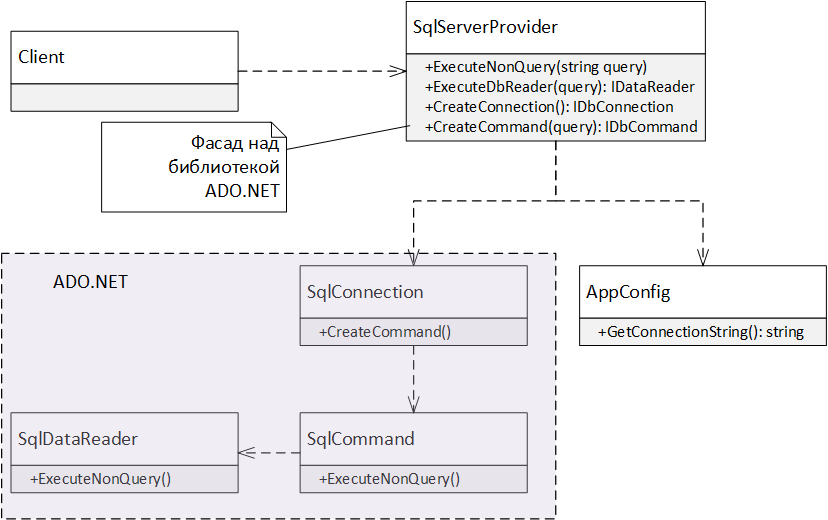 Client
SqlServerProvider
+ExecuteNonQuery(string query)
+ExecuteDbReader(query): IDataReader
+CreateConnection(): IDbConnection
+CreateCommand(query): IDbCommand
Фасад над
библиотекой
ADO.NET
ADO.NET
SqlConnection
+CreateCommand()
AppConfig
+GetConnectionString(): string
SqlDataReader
+ExecuteNonQuery()
SqlCommand
+ExecuteNonQuery()